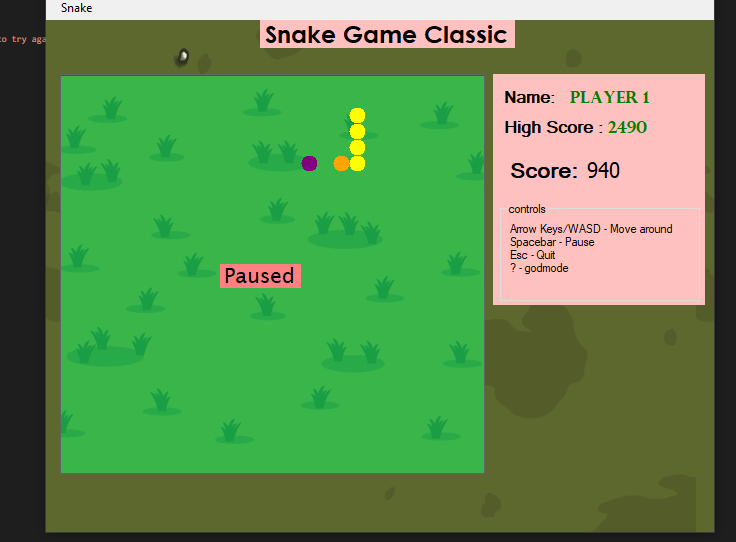 Snake
Snake Game Classic
Name: PLAYER 1
High Score : 2490
Score: 940
controls
Arrow Keys/WASD - Move around
Spacebar - Pause
Esc - Quit
? - godmode
Paused
to try aga